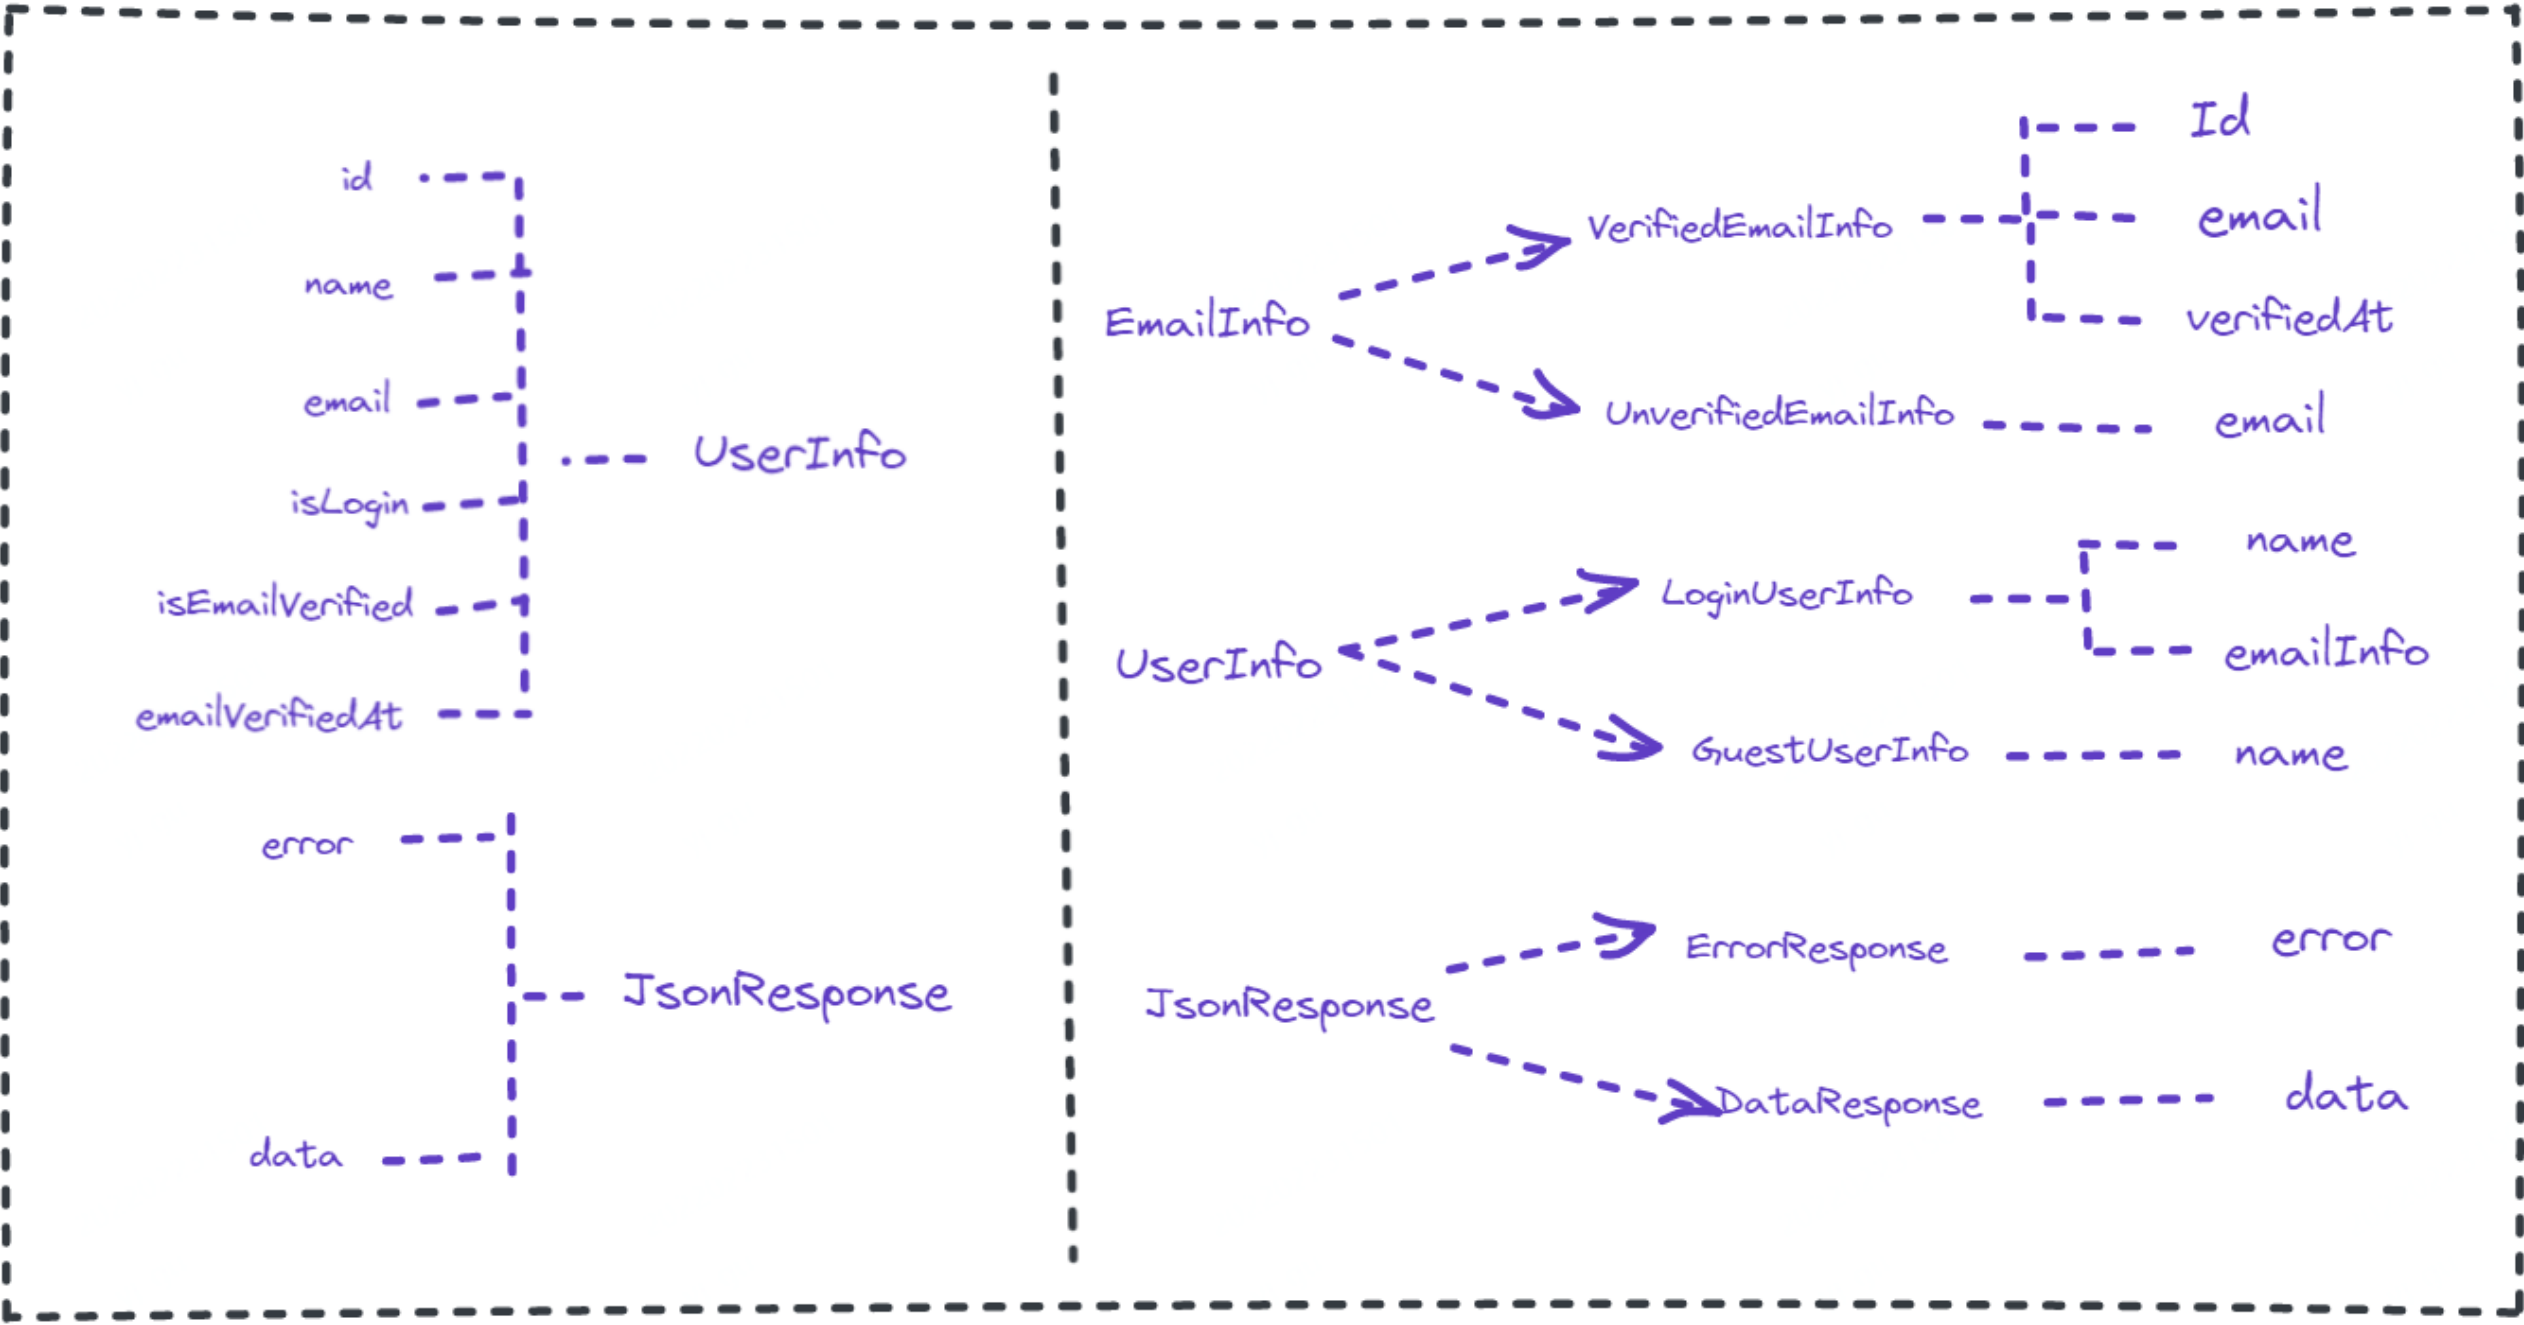 id
name
email
isLogin
isEmailVerified
emailVerifiedAt
UserInfo
error
data
JsonResponse
EmailInfo
VerifiedEmailInfo
Id
email
verifiedAt
UnverifiedEmailInfo
email
UserInfo
LoginUserInfo
name
emailInfo
GuestUserInfo
name
JsonResponse
ErrorResponse
error
DataResponse
data